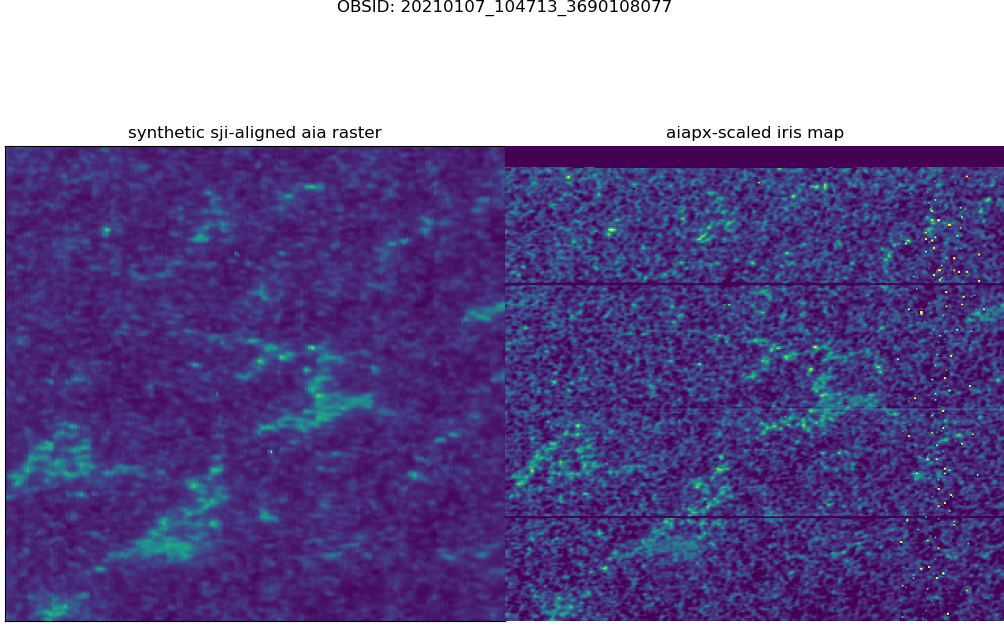 OBSID: 20210107_104713_3690108077
synthetic sji-aligned aia raster
aiapx-scaled iris map